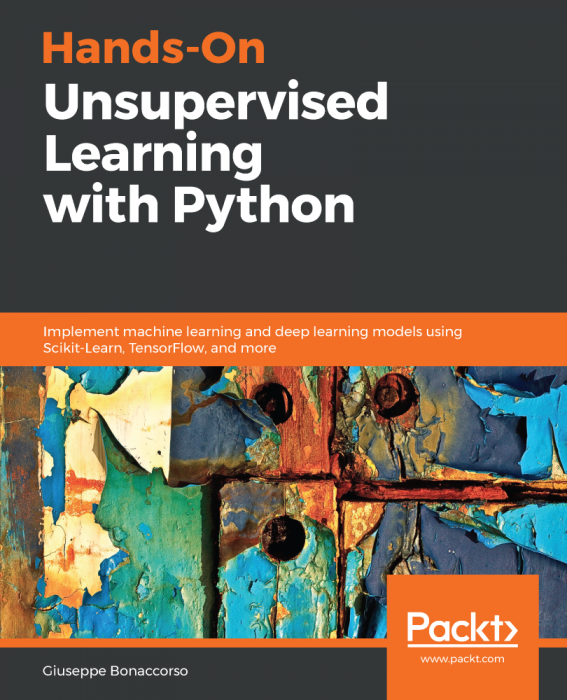 Hands-On
Unsupervised
Learning
with Python
Implement machine learning and deep learning models using
Scikit-Learn, TensorFlow, and more
Packt>
www.packt.com
Giuseppe Bonaccorso